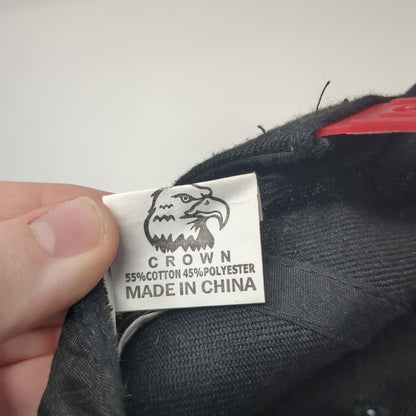 CROWN
55%COTTON 45%POLYESTER
MADE IN CHINA